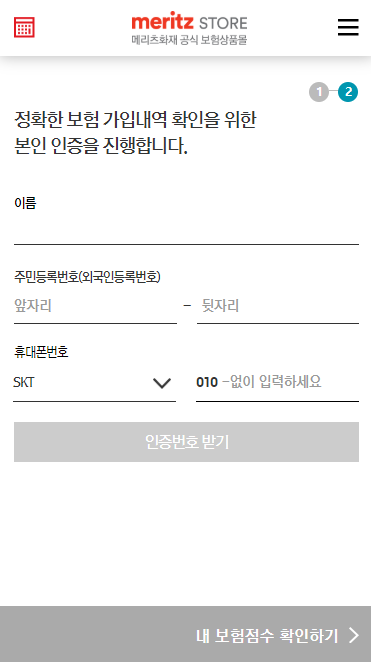 meritz STORE
메리츠화재 공식 보험상품몰
1 2
정확한 보험 가입내역 확인을 위한
본인 인증을 진행합니다.
이름
주민등록번호(외국인등록번호)
앞자리 - 뒷자리
휴대폰번호
SKT 010 -없이 입력하세요
인증번호 받기
내 보험점수 확인하기